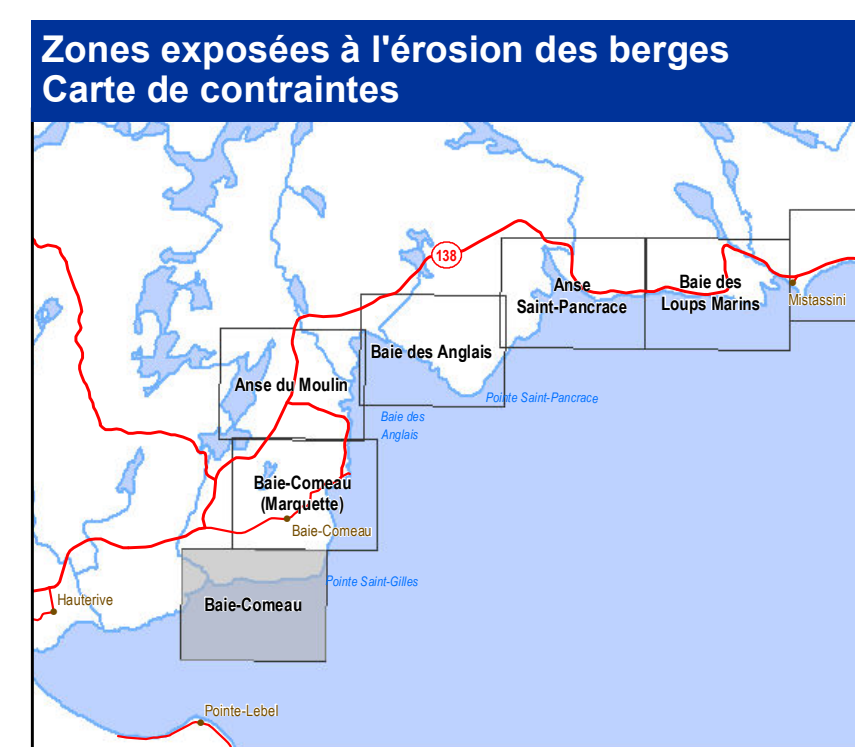 Zones exposées à l'érosion des berges
Carte de contraintes
138
Anse
Saint-Pancrace
Baie des
Loups Marins
Mistassini
Baie des Anglais
Anse du Moulin
Pointe Saint-Pancrace
Baie des
Anglais
Baie-Comeau
(Marquette)
Baie-Comeau
Pointe Saint-Gilles
Hauterive
Baie-Comeau
Pointe-Lebel